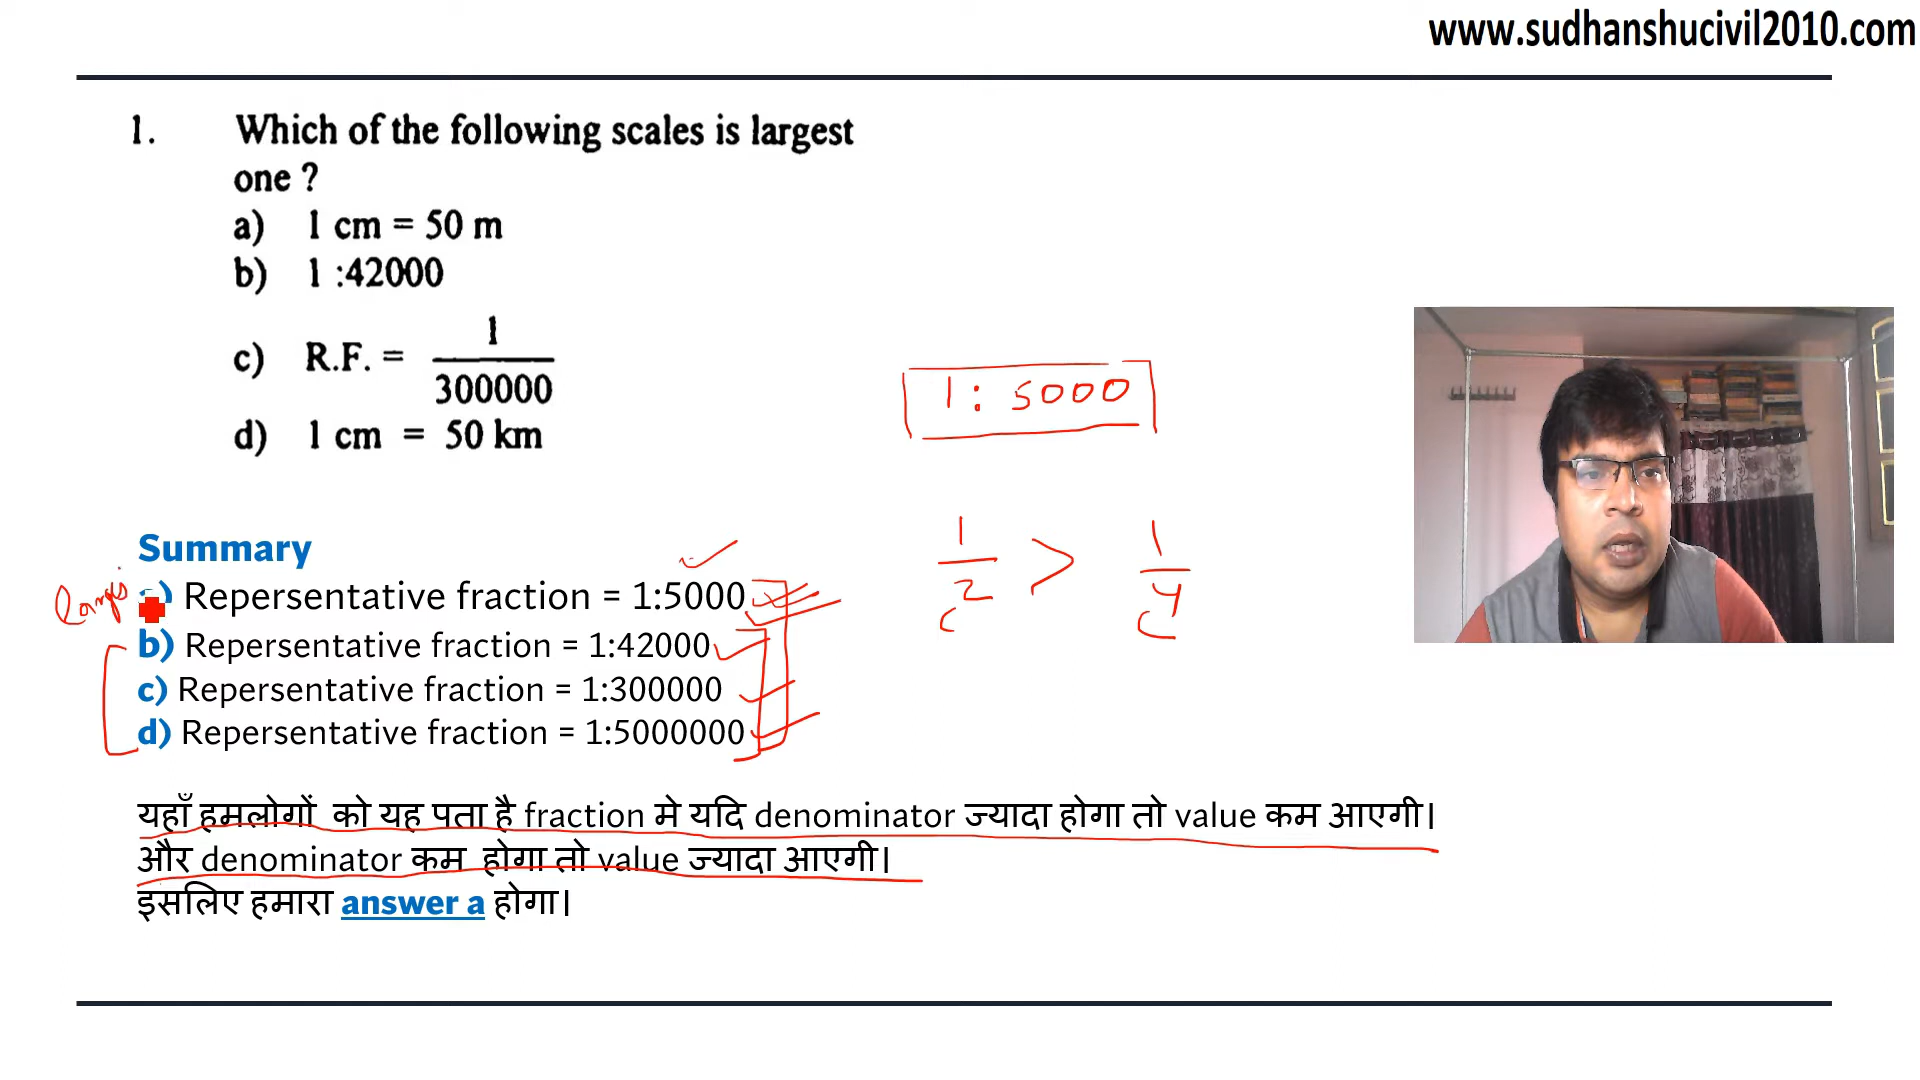 www.sudhanshucivil2010.com
1. Which of the following scales is largest
one ?
a) 1 cm = 50 m
b) 1 :42000
c) R.F. = 1/300000
d) 1 cm = 50 km
1: 5000
1/2 > 1/4
Summary
Repersentative fraction = 1:5000
b) Repersentative fraction = 1:42000
c) Repersentative fraction = 1:300000
d) Repersentative fraction = 1:5000000
यहाँ हमलोगों को यह पता है fraction मे यदि denominator ज्यादा होगा तो value कम आएगी।
और denominator कम होगा तो value ज्यादा आएगी।
इसलिए हमारा answer a होगा।